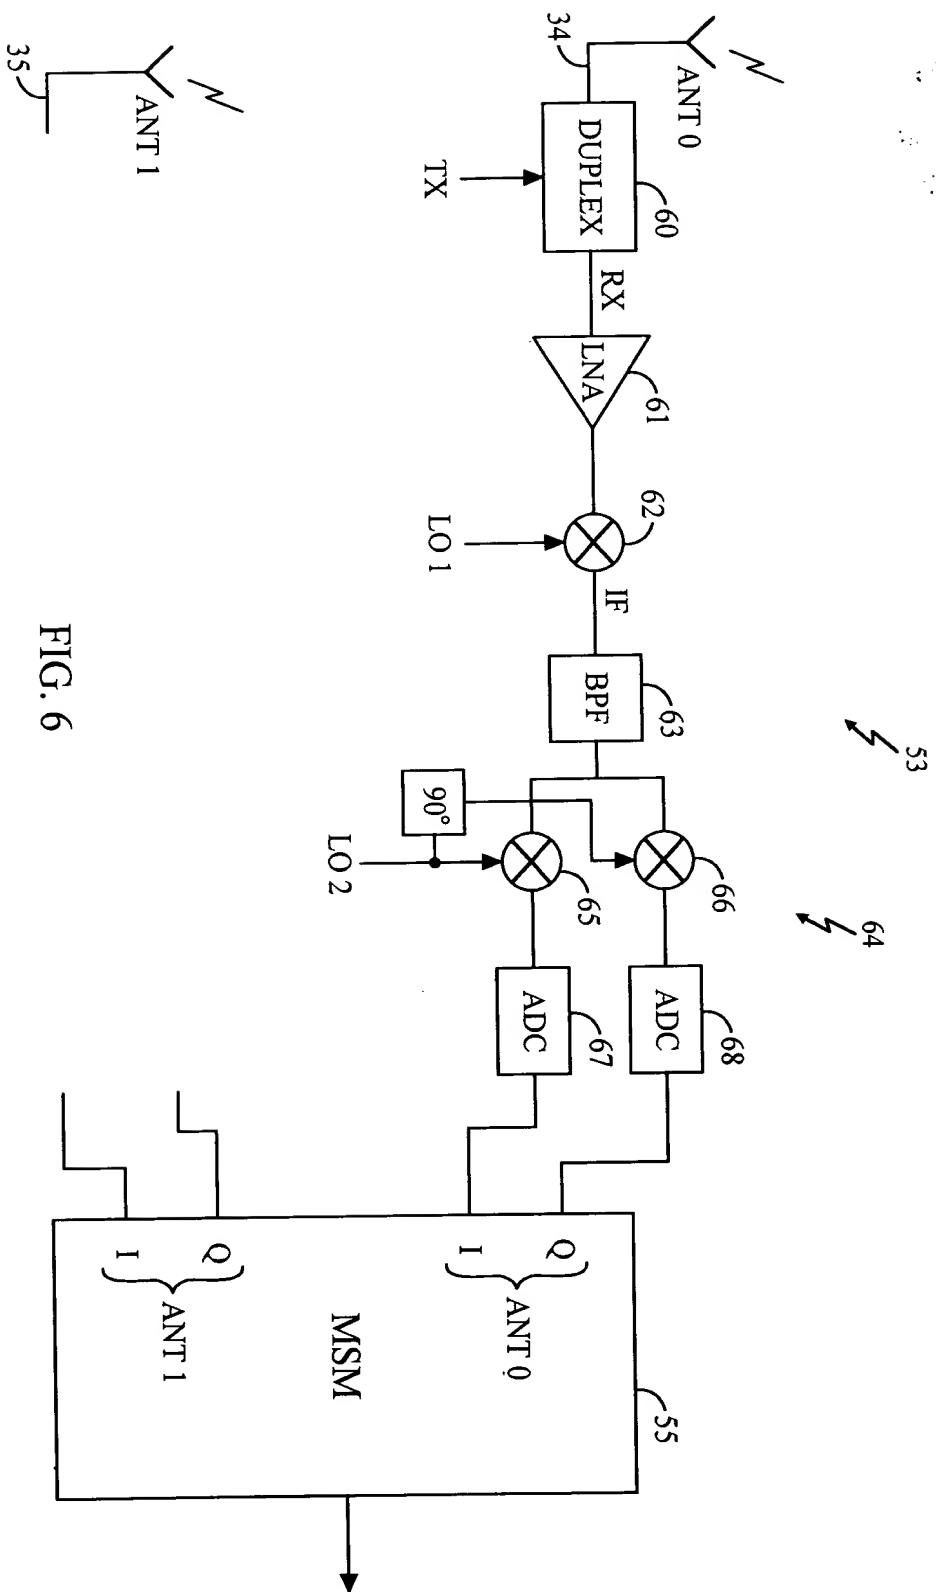 53
64
ANT 0
34
DUPLEX
60
TX
RX
LNA
61
62
LO 1
IF
BPF
63
90°
LO 2
66
65
ADC
68
ADC
67
Q
I
ANT 0
MSM
55
Q
I
ANT 1
ANT 1
35
FIG. 6